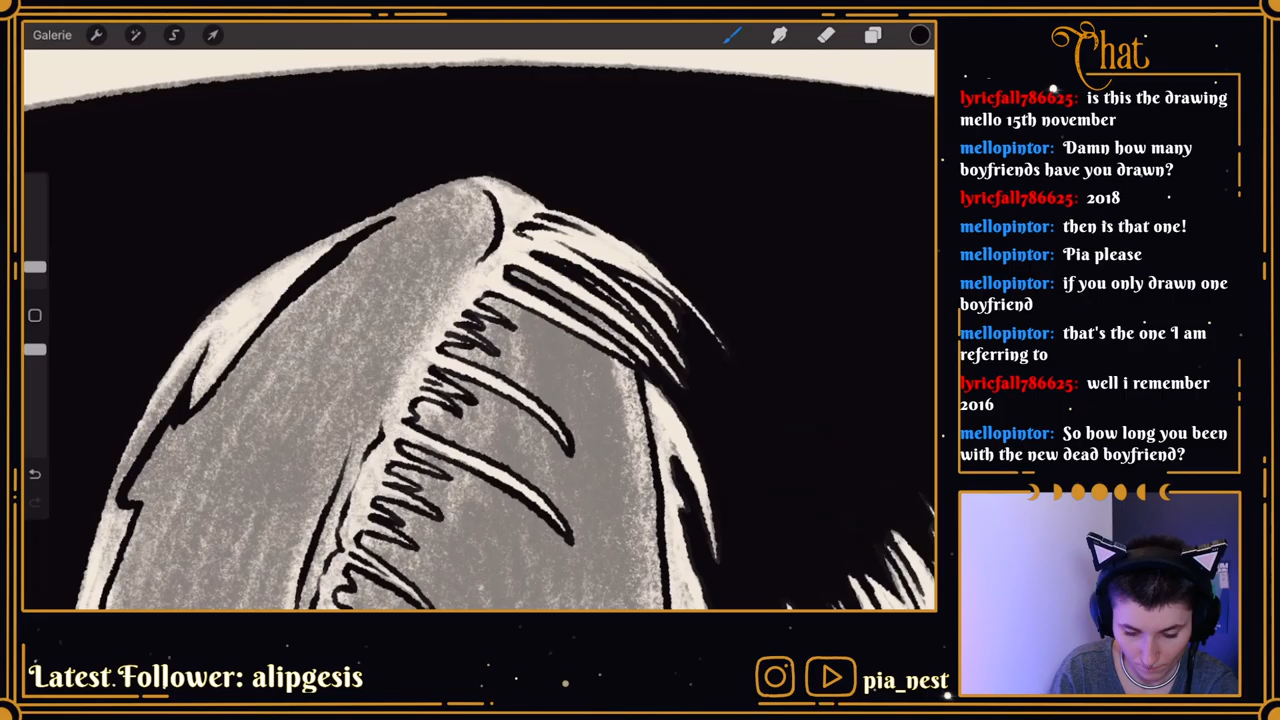 Galerie
Chat
lyricfall786625: is this the drawing
mello 15th november
mellopintor: Damn how many
boyfriends have you drawn?
lyricfall786625: 2018
mellopintor: then is that one!
mellopintor: Pia please
mellopintor: if you only drawn one
boyfriend
mellopintor: that's the one I am
referring to
lyricfall786625: well i remember
2016
mellopintor: So how long you been
with the new dead boyfriend?
Latest Follower: alipgesis
pia_nest